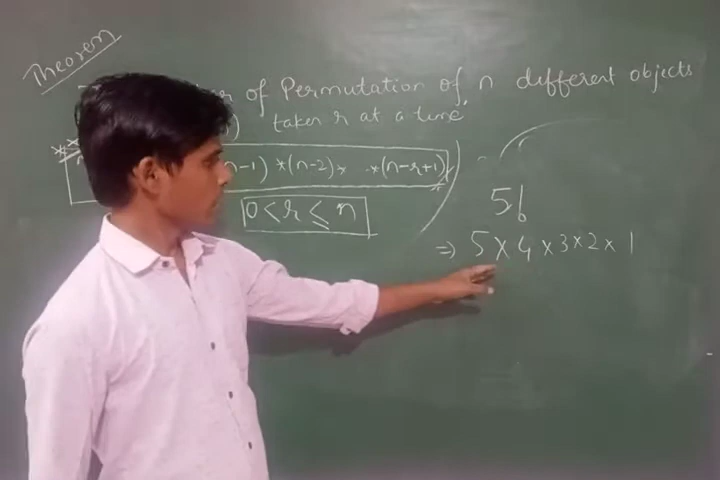 Theorem
of Permutation of n different objects
taken r at a time
n-1) *(n-2)* . *(n-r+1)
0<r≤n
5!
⇒ 5×4×3×2×1